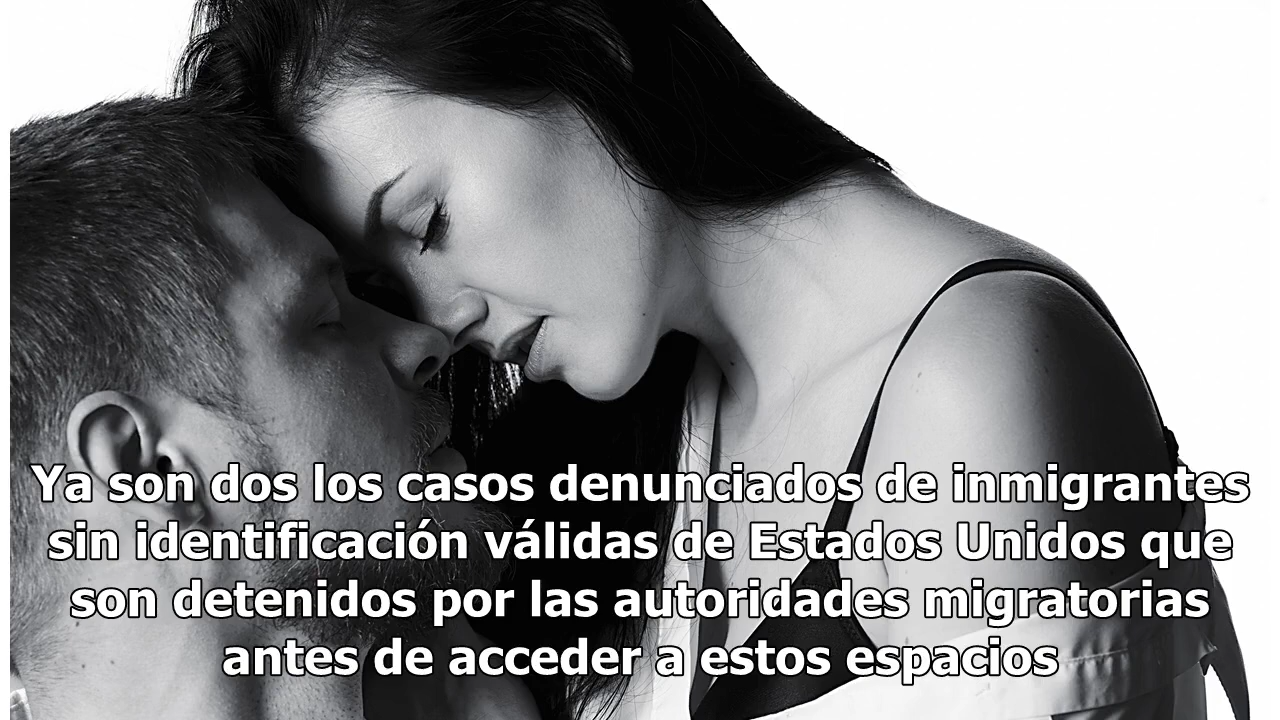 Ya son dos los casos denunciados de inmigrantes
sin identificación válidas de Estados Unidos que
son detenidos por las autoridades migratorias
antes de acceder a estos espacios